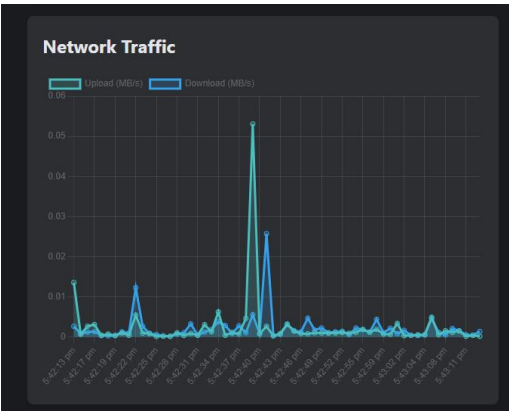 Network Traffic
Upload (MB/s) Download (MB/s)
0.06
0.05
0.04
0.03
0.02
0.01
0
5:42:13 pm
5:42:17 pm
5:42:19 pm
5:42:22 pm
5:42:25 pm
5:42:28 pm
5:42:31 pm
5:42:34 pm
5:42:37 pm
5:42:40 pm
5:42:43 pm
5:42:46 pm
5:42:49 pm
5:42:52 pm
5:42:55 pm
5:42:59 pm
5:43:02 pm
5:43:04 pm
5:43:08 pm
5:43:11 pm